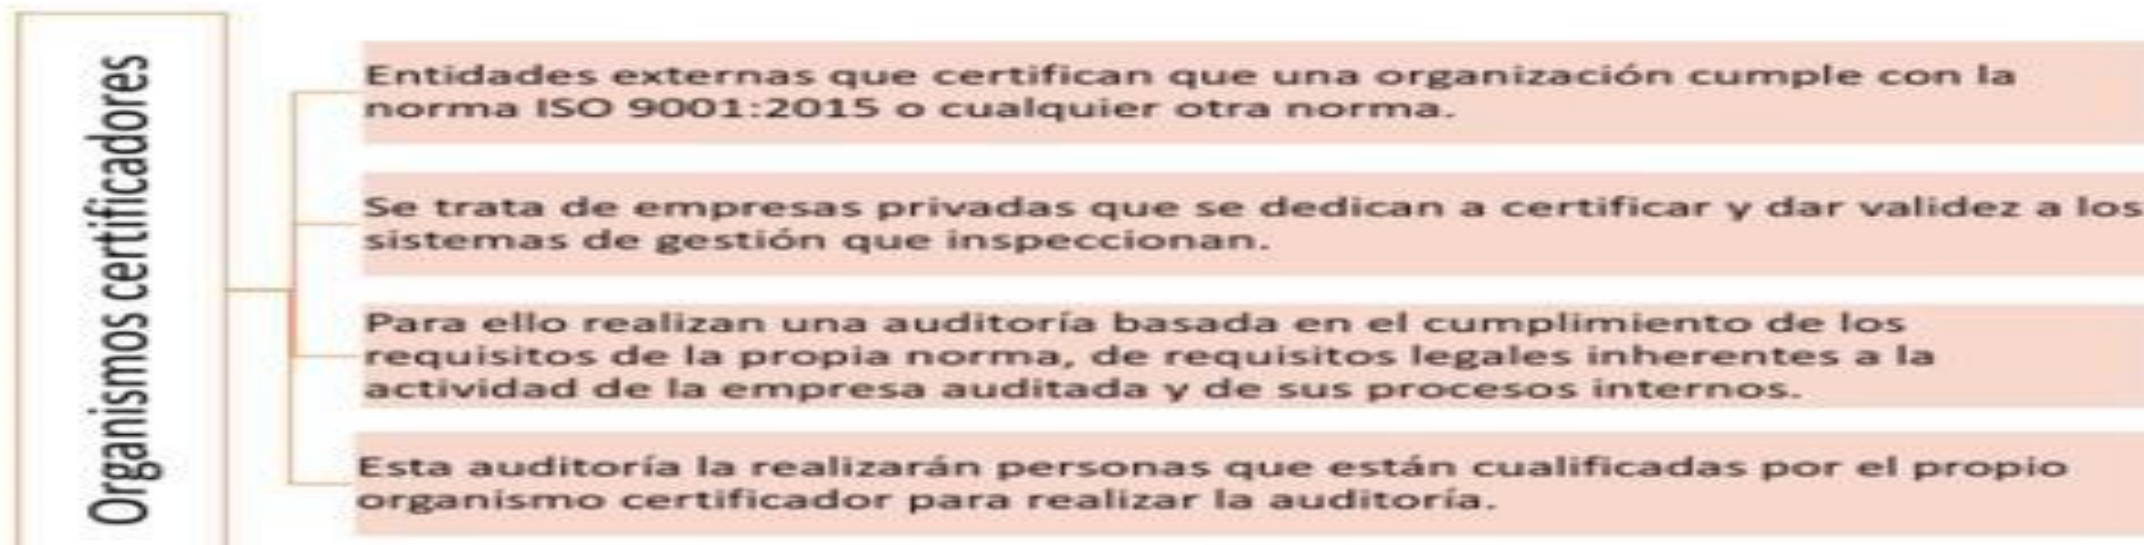 Organismos certificadores
Entidades externas que certifican que una organización cumple con la
norma ISO 9001:2015 o cualquier otra norma.
Se trata de empresas privadas que se dedican a certificar y dar validez a los
sistemas de gestión que inspeccionan.
Para ello realizan una auditoría basada en el cumplimiento de los
requisitos de la propia norma, de requisitos legales inherentes a la
actividad de la empresa auditada y de sus procesos internos.
Esta auditoría la realizarán personas que están cualificadas por el propio
organismo certificador para realizar la auditoría.